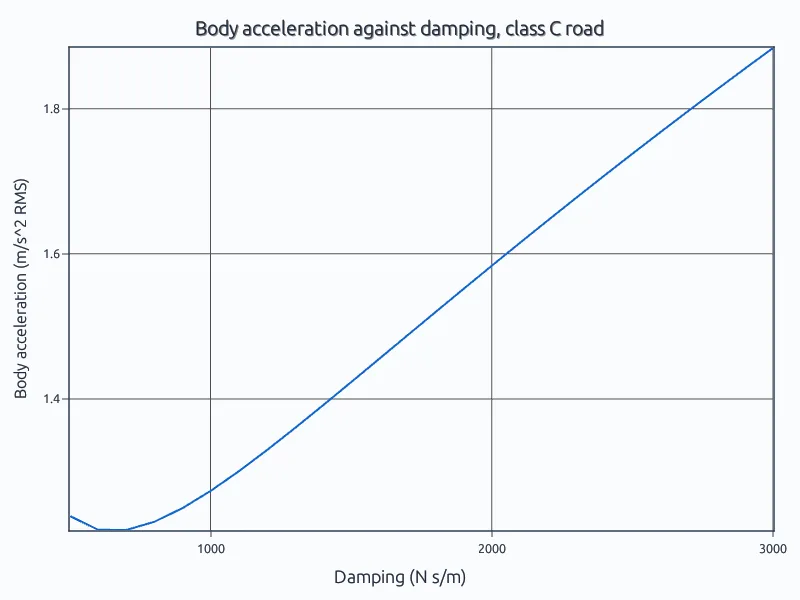 Body acceleration against damping, class C road
Body acceleration (m/s^2 RMS)
1.8
1.6
1.4
1000
2000
3000
Damping (N s/m)